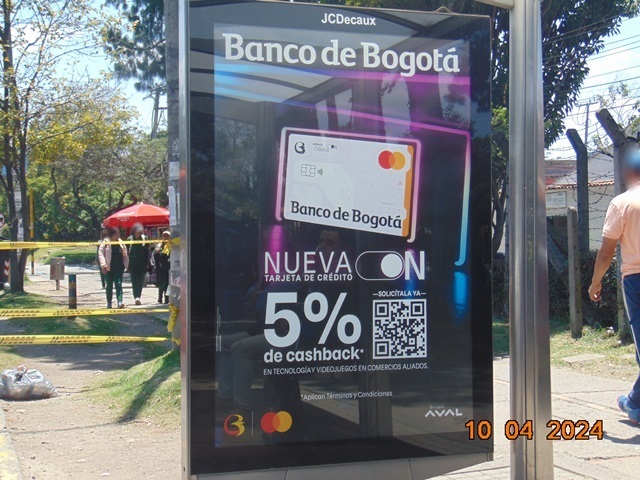 JCDecaux
Banco de Bogotá
Banco de Bogotá
NUEVA ON
TARJETA DE CRÉDITO
5%
de cashback*
SOLICÍTALA YA
EN TECNOLOGÍA Y VIDEOJUEGOS EN COMERCIOS ALIADOS.
*Aplican Términos y Condiciones
AVAL
10 04 2024